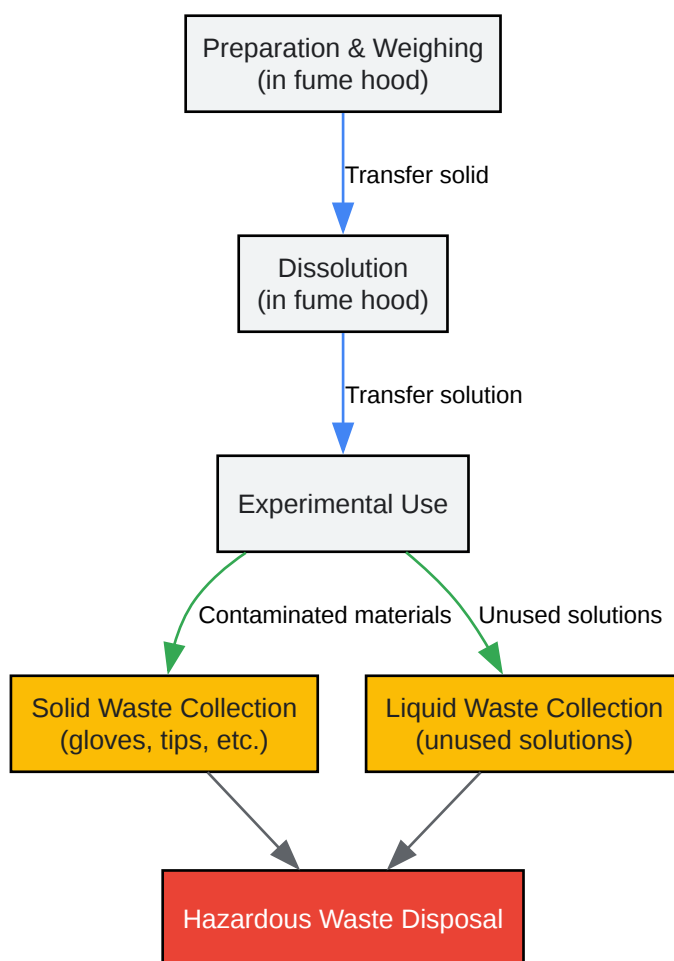 Preparation & Weighing
(in fume hood)
Transfer solid
Dissolution
(in fume hood)
Transfer solution
Experimental Use
Contaminated materials
Unused solutions
Solid Waste Collection
(gloves, tips, etc.)
Liquid Waste Collection
(unused solutions)
Hazardous Waste Disposal